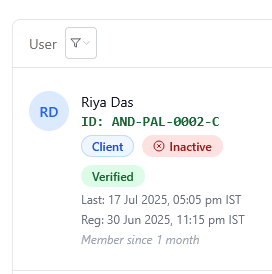 User
RD
Riya Das
ID: AND-PAL-0002-C
Client
Inactive
Verified
Last: 17 Jul 2025, 05:05 pm IST
Reg: 30 Jun 2025, 11:15 pm IST
Member since 1 month